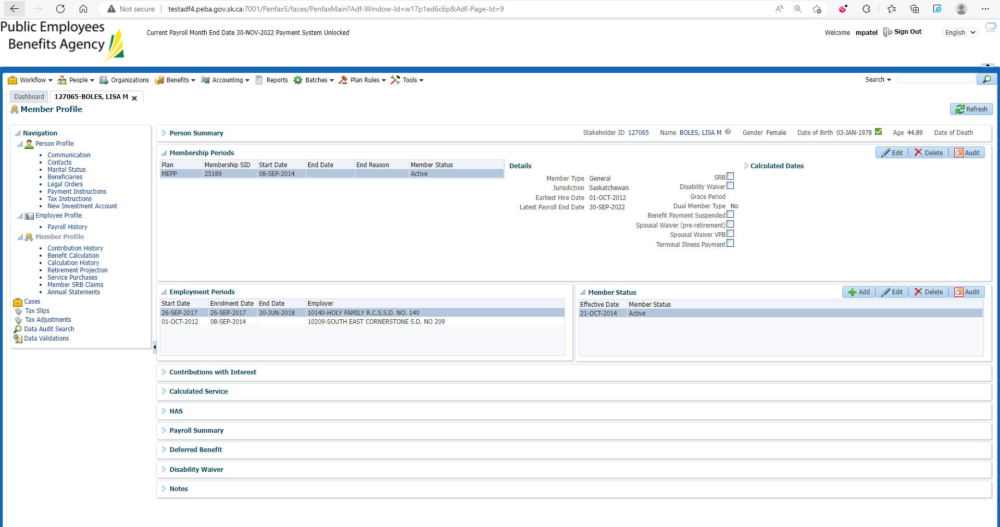 Not secure | testadf4.peba.gov.sk.ca:7001/Penfax5/faces/PenfaxMain?Adf-Window-Id=w17p1ed6c6p&Adf-Page-Id=9
Public Employees
Benefits Agency
Current Payroll Month End Date 30-NOV-2022 Payment System Unlocked
Welcome mpatel Sign Out English
Workflow People Organizations Benefits Accounting Reports Batches Plan Rules Tools Search
Dashboard 127065-BOLES, LISA M
Member Profile
Refresh
Navigation
Person Profile
Communication
Contacts
Marital Status
Beneficiaries
Legal Orders
Payment Instructions
Tax Instructions
New Investment Account
Employee Profile
Payroll History
Member Profile
Contribution History
Benefit Calculation
Calculation History
Retirement Projection
Service Purchases
Member SRB Claims
Annual Statements
Cases
Tax Slips
Tax Adjustments
Data Audit Search
Data Validations
Person Summary Stakeholder ID 127065 Name BOLES, LISA M Gender Female Date of Birth 03-JAN-1978 Age 44.89 Date of Death
Membership Periods Edit Delete Audit
Plan Membership SID Start Date End Date End Reason Member Status
MEPP 25189 08-SEP-2014 Active
Details
Member Type General
Jurisdiction Saskatchewan
Earliest Hire Date 01-OCT-2012
Latest Payroll End Date 30-SEP-2022
SRB
Disability Waiver
Grace Period
Dual Member Type No
Benefit Payment Suspended
Spousal Waiver (pre-retirement)
Spousal Waiver VPB
Terminal Illness Payment
Calculated Dates
Employment Periods
Start Date Enrolment Date End Date Employer
26-SEP-2017 26-SEP-2017 30-JUN-2018 10140-HOLY FAMILY R.C.S.S.D. NO. 140
01-OCT-2012 08-SEP-2014 10209-SOUTH EAST CORNERSTONE S.D. NO 209
Member Status Add Edit Delete Audit
Effective Date Member Status
21-OCT-2014 Active
Contributions with Interest
Calculated Service
HAS
Payroll Summary
Deferred Benefit
Disability Waiver
Notes